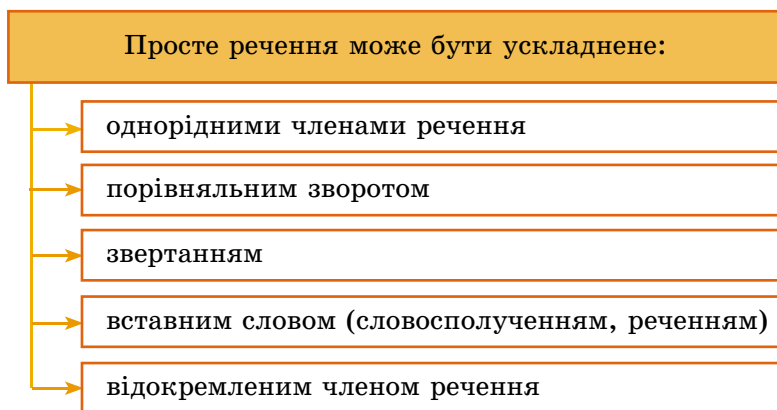 Просте речення може бути ускладнене:
однорідними членами речення
порівняльним зворотом
звертанням
вставним словом (словосполученням, реченням)
відокремленим членом речення